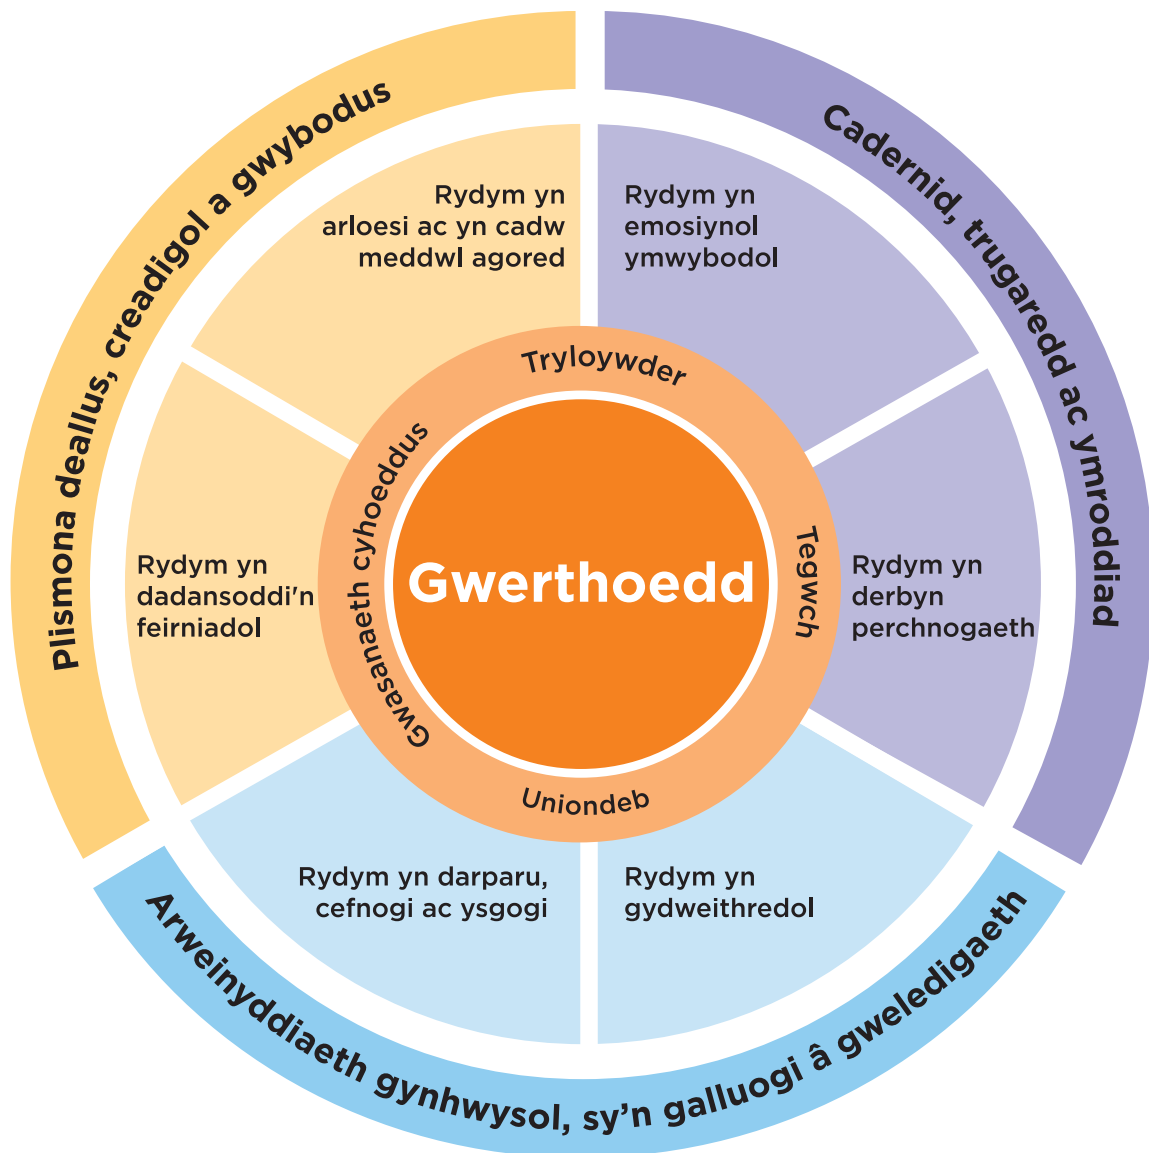 Plismona deallus, creadigol a gwybodus
Cadernid, trugaredd ac ymroddiad
Rydym yn
arloesi ac yn cadw
meddwl agored
Rydym yn
emosiynol
ymwybodol
Tryloywder
Gwasanaeth cyhoeddus
Gwerthoedd
Tegwch
Uniondeb
Rydym yn
dadansoddi'n
feirniadol
Rydym yn
derbyn
perchnogaeth
Rydym yn darparu,
cefnogi ac ysgogi
Rydym yn
gydweithredol
Arweinyddiaeth gynhwysol, sy’n galluogi â gweledigaeth